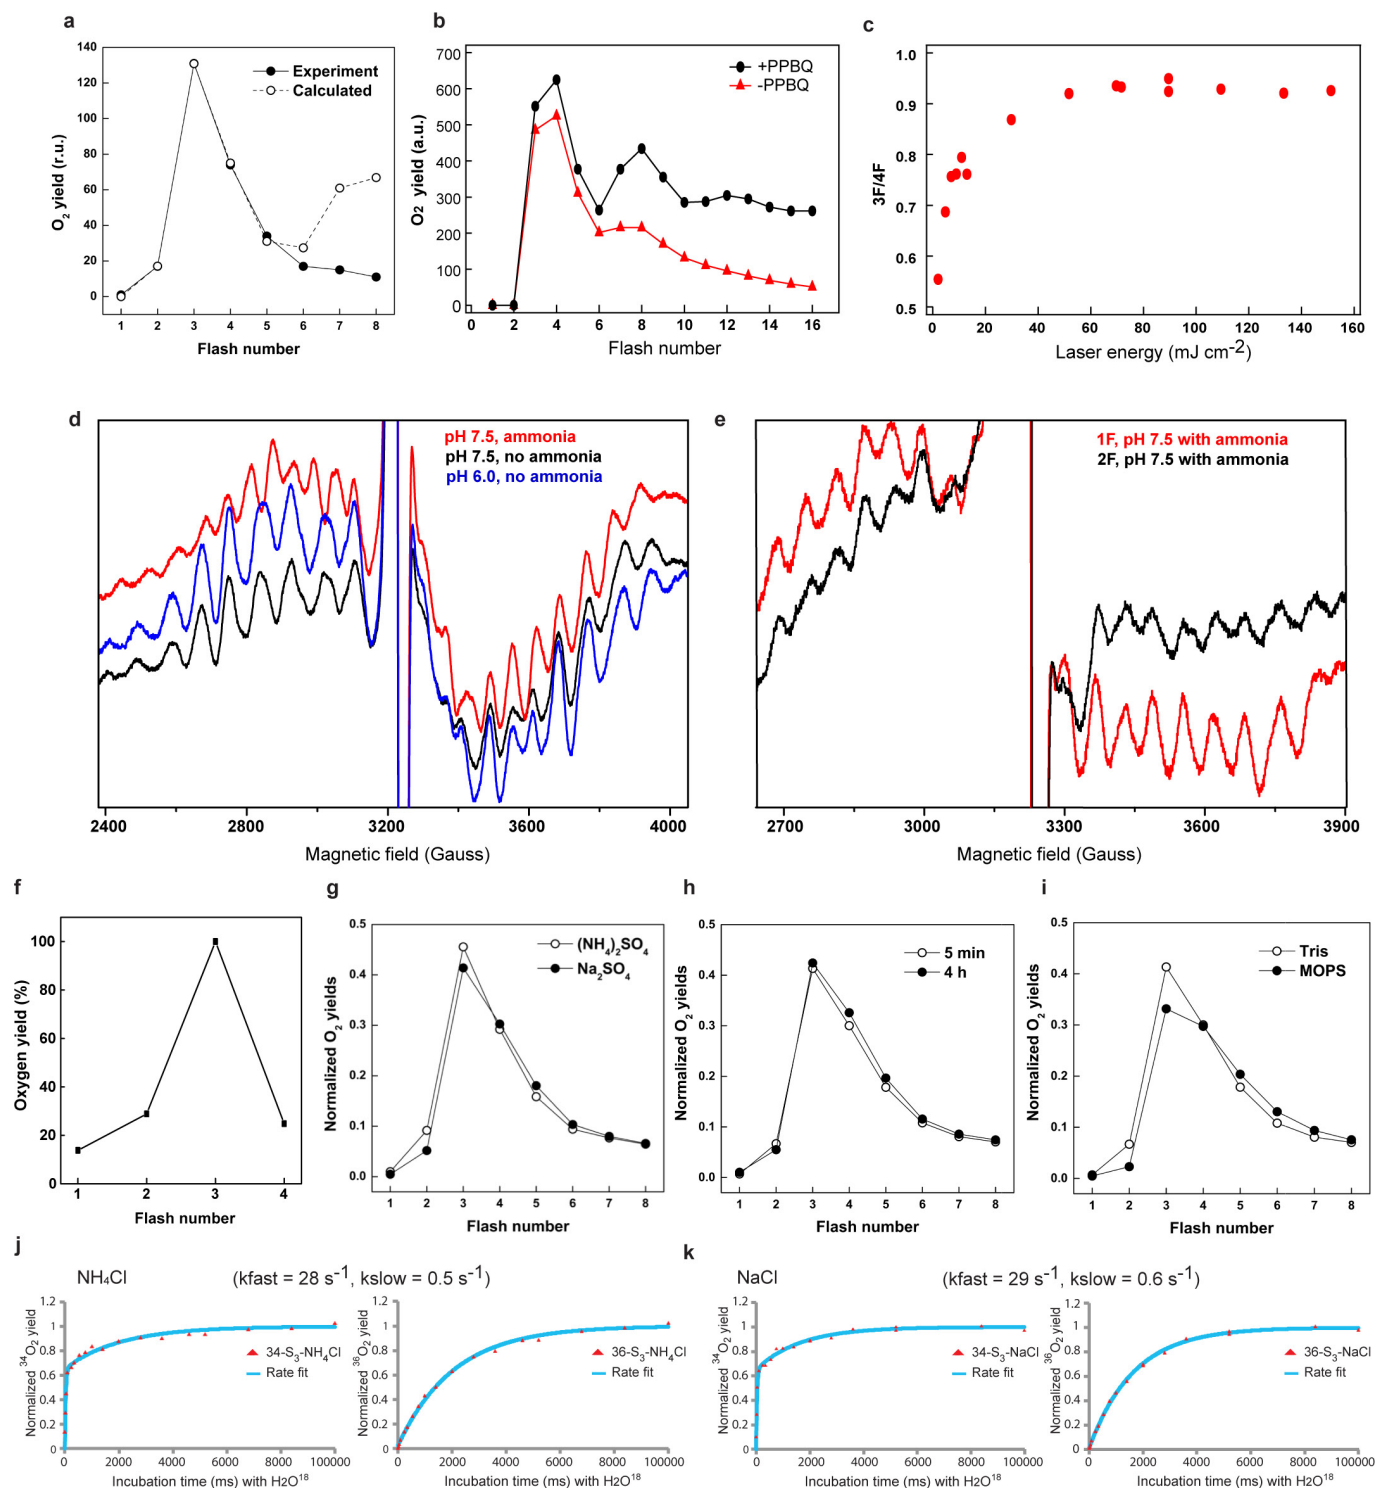 a
O2 yield (r.u.)
140
120
100
80
60
40
20
0
Experiment
Calculated
1 2 3 4 5 6 7 8
Flash number
b
O2 yield (a.u.)
700
600
500
400
300
200
100
0
+PPBQ
-PPBQ
0 2 4 6 8 10 12 14 16
Flash number
c
3F/4F
1.0
0.9
0.8
0.7
0.6
0.5
0 20 40 60 80 100 120 140 160
Laser energy (mJ cm-2)
d
pH 7.5, ammonia
pH 7.5, no ammonia
pH 6.0, no ammonia
2400 2800 3200 3600 4000
Magnetic field (Gauss)
e
1F, pH 7.5 with ammonia
2F, pH 7.5 with ammonia
2700 3000 3300 3600 3900
Magnetic field (Gauss)
f
Oxygen yield (%)
100
80
60
40
20
0
1 2 3 4
Flash number
g
Normalized O2 yields
0.5
0.4
0.3
0.2
0.1
0.0
(NH4)2SO4
Na2SO4
1 2 3 4 5 6 7 8
Flash number
h
Normalized O2 yields
0.5
0.4
0.3
0.2
0.1
0.0
5 min
4 h
1 2 3 4 5 6 7 8
Flash number
i
Normalized O2 yields
0.5
0.4
0.3
0.2
0.1
0.0
Tris
MOPS
1 2 3 4 5 6 7 8
Flash number
j
NH4Cl (kfast = 28 s-1, kslow = 0.5 s-1)
Normalized 34O2 yield
1.2
1
0.8
0.6
0.4
0.2
0
34-S3-NH4Cl
Rate fit
0 2000 4000 6000 8000 100000
Incubation time (ms) with H2O18
Normalized 36O2 yield
1.2
1
0.8
0.6
0.4
0.2
0
36-S3-NH4Cl
Rate fit
0 2000 4000 6000 8000 100000
Incubation time (ms) with H2O18
k
NaCl (kfast = 29 s-1, kslow = 0.6 s-1)
Normalized 34O2 yield
1.2
1
0.8
0.6
0.4
0.2
0
34-S3-NaCl
Rate fit
0 2000 4000 6000 8000 100000
Incubation time (ms) with H2O18
Normalized 36O2 yield
1.2
1
0.8
0.6
0.4
0.2
0
36-S3-NaCl
Rate fit
0 2000 4000 6000 8000 100000
Incubation time (ms) with H2O18